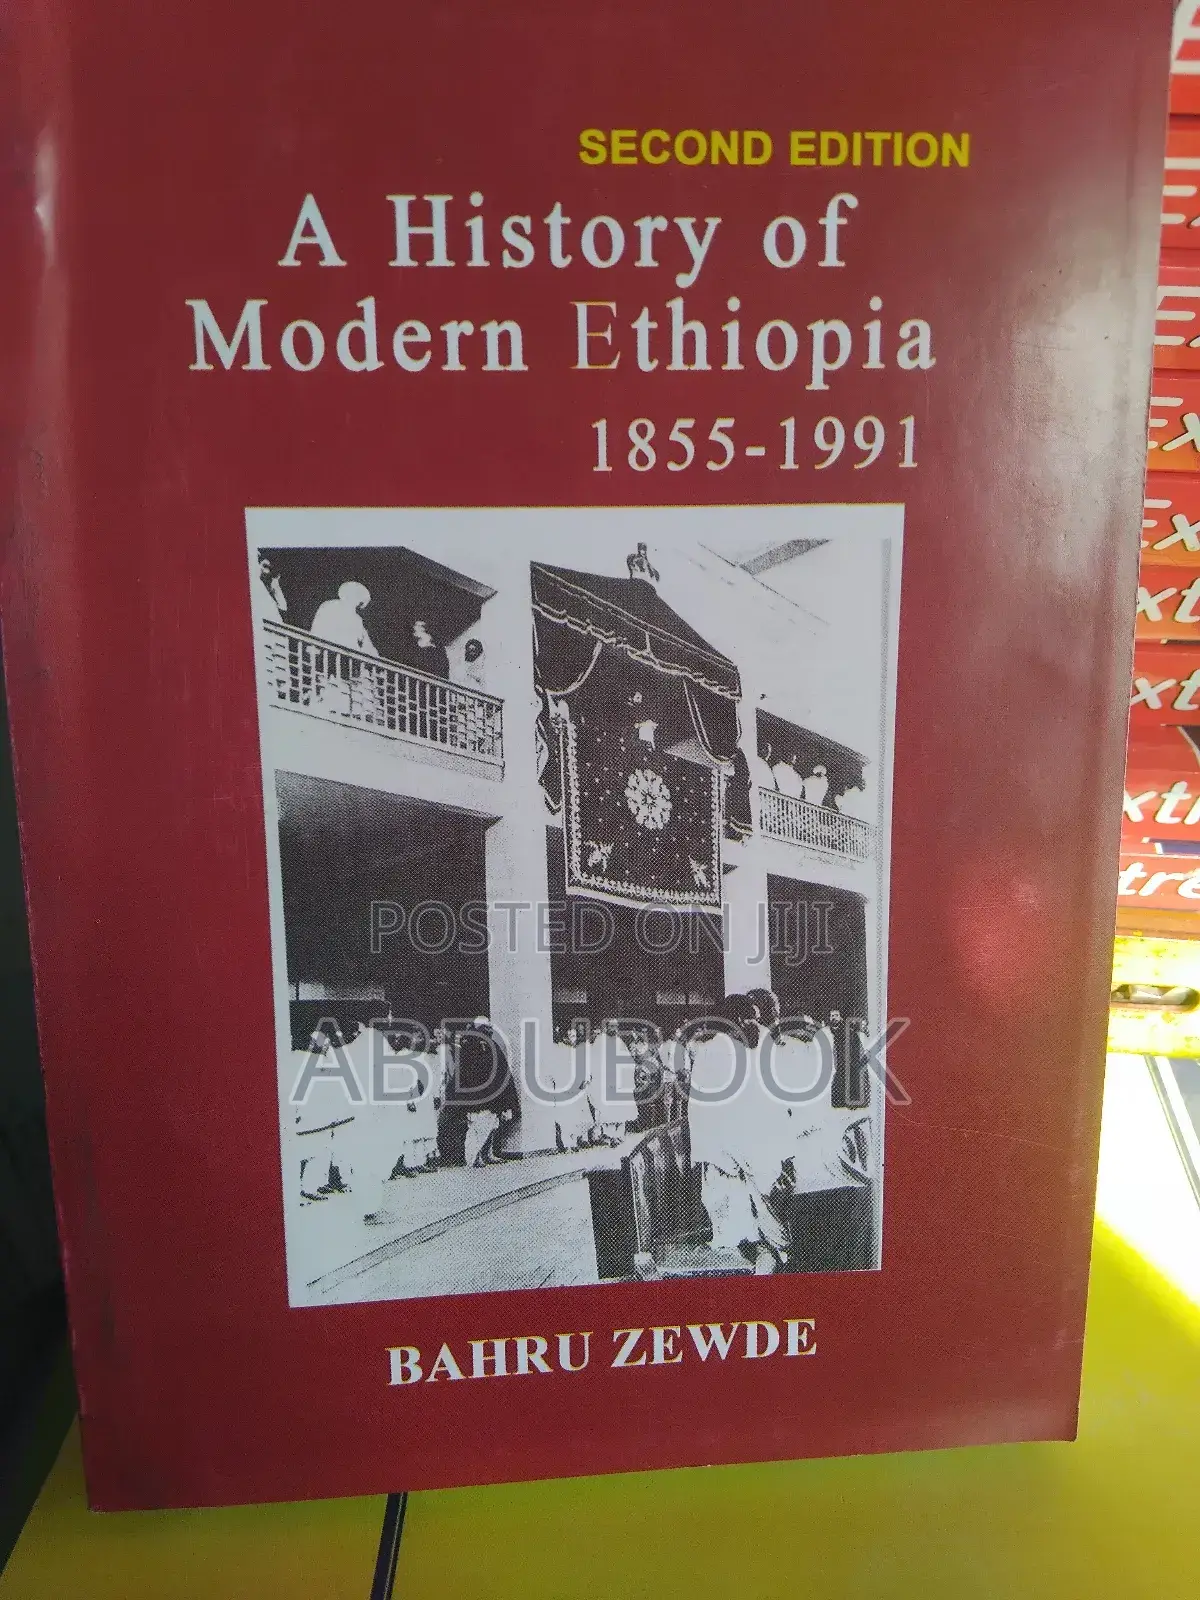 SECOND EDITION
A History of
Modern Ethiopia
1855-1991
POSTED ON JIJI
ABDUBOOK
BAHRU ZEWDE